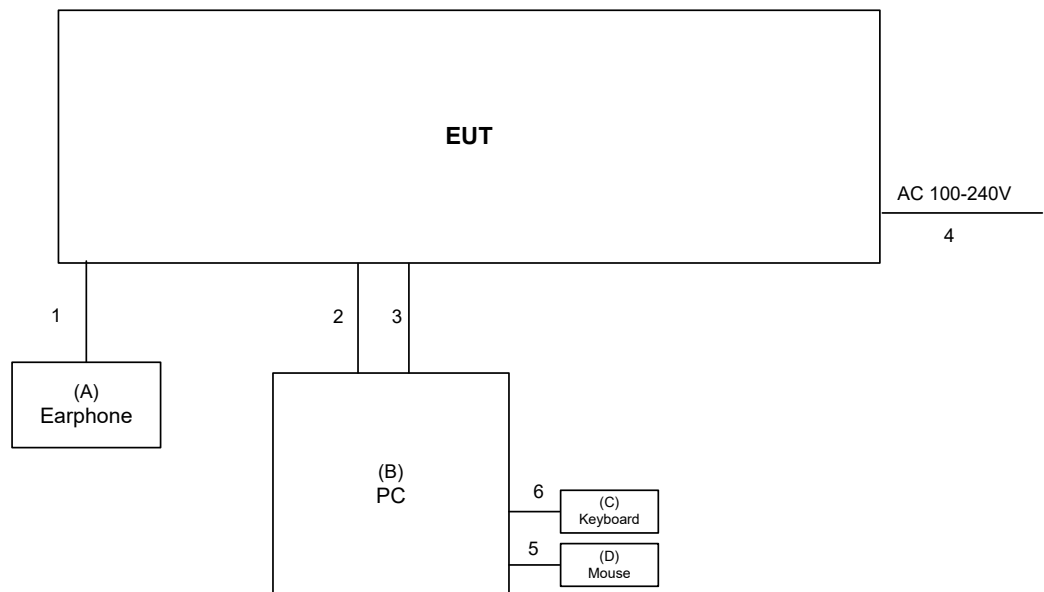 EUT
AC 100-240V
4
1
2
3
(A)
Earphone
(B)
PC
6
(C)
Keyboard
5
(D)
Mouse